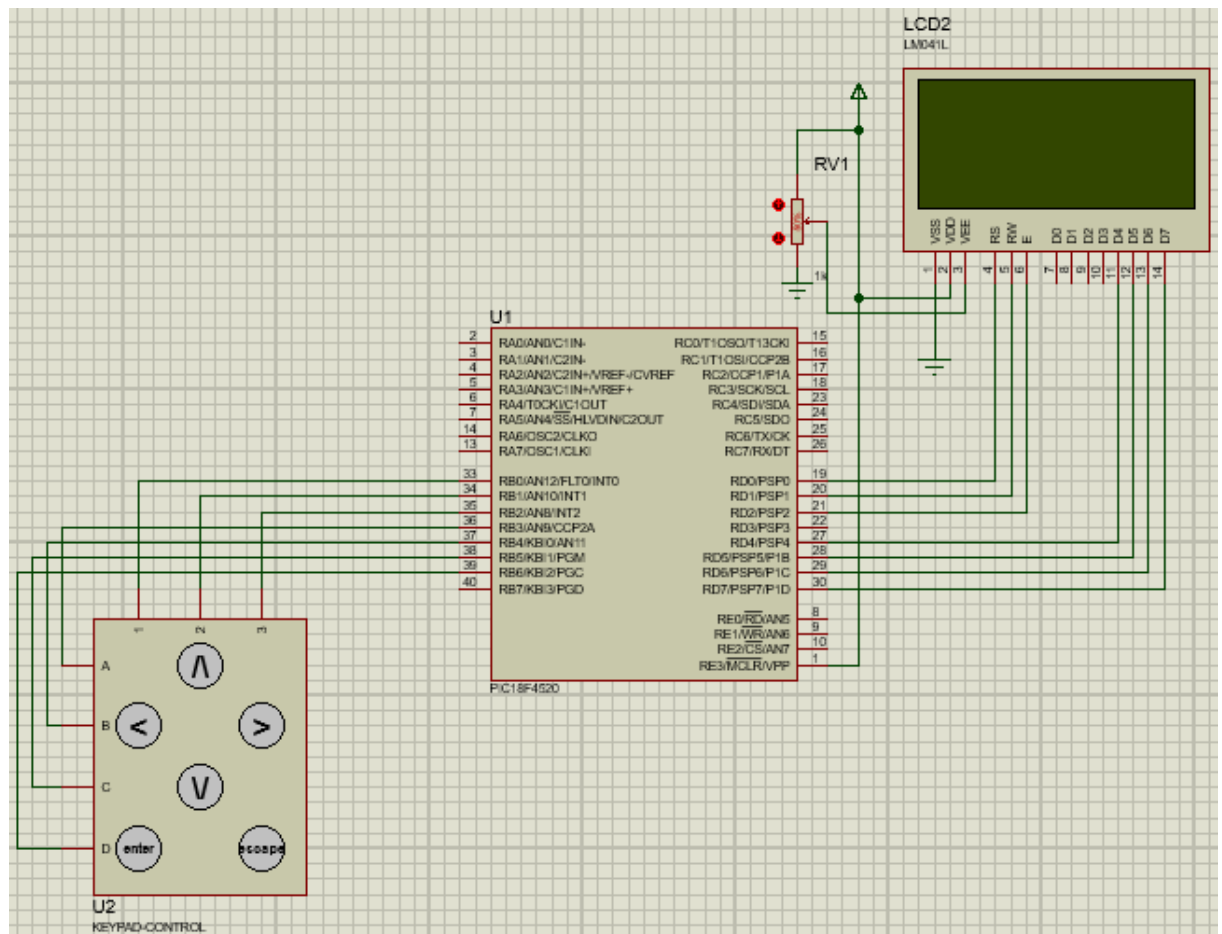 LCD2
LM041L
RV1
1k
VSS
VDD
VEE
RS
RW
E
D0
D1
D2
D3
D4
D5
D6
D7
1
2
3
4
5
6
7
8
9
10
11
12
13
14
U1
2 RA0/AN0/C1IN- RC0/T1OSO/T13CKI 15
3 RA1/AN1/C2IN- RC1/T1OSI/CCP2B 16
4 RA2/AN2/C2IN+/VREF-/CVREF RC2/CCP1/P1A 17
5 RA3/AN3/C1IN+/VREF+ RC3/SCK/SCL 18
6 RA4/T0CKI/C1OUT RC4/SDI/SDA 23
7 RA5/AN4/SS/HLVDIN/C2OUT RC5/SDO 24
14 RA6/OSC2/CLKO RC6/TX/CK 25
13 RA7/OSC1/CLKI RC7/RX/DT 26
33 RB0/AN12/FLT0/INT0 RD0/PSP0 19
34 RB1/AN10/INT1 RD1/PSP1 20
35 RB2/AN8/INT2 RD2/PSP2 21
36 RB3/AN9/CCP2A RD3/PSP3 22
37 RB4/KBI0/AN11 RD4/PSP4 27
38 RB5/KBI1/PGM RD5/PSP5/P1B 28
39 RB6/KBI2/PGC RD6/PSP6/P1C 29
40 RB7/KBI3/PGD RD7/PSP7/P1D 30
RE0/RD/AN5 8
RE1/WR/AN6 9
RE2/CS/AN7 10
RE3/MCLR/VPP 1
PIC18F4520
1 2 3
A
B < >
C
D enter escape
U2
KEYPAD-CONTROL